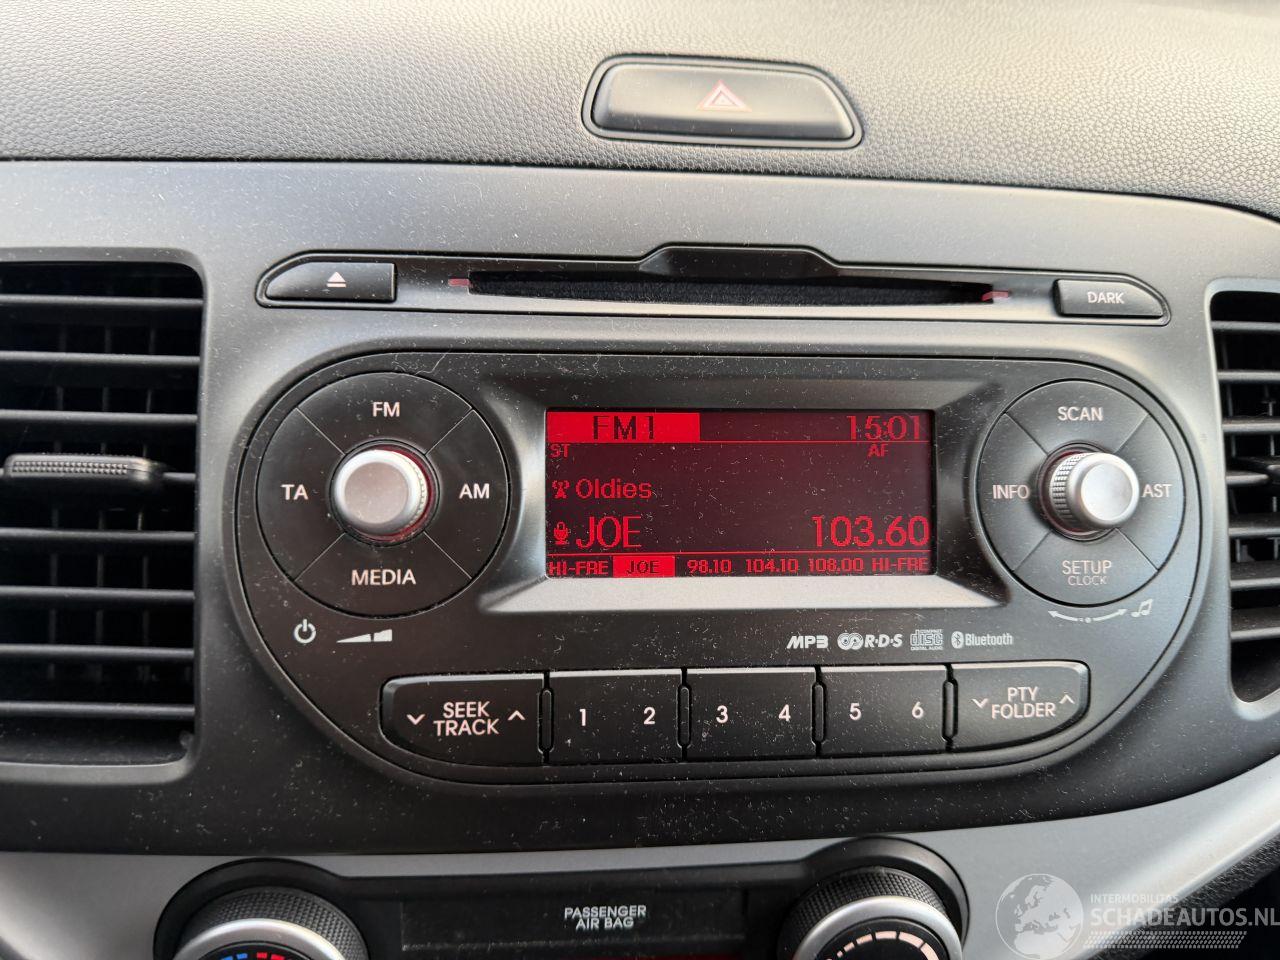 DARK
FM
TA
AM
MEDIA
FM1 15:01
ST AF
Oldies
JOE 103.60
HI-FRE JOE 98.10 104.10 108.00 HI-FRE
SCAN
INFO
AST
SETUP
CLOCK
MP3 R·D·S COMPACT disc DIGITAL AUDIO Bluetooth
SEEK
TRACK
1 2 3 4 5 6
PTY
FOLDER
PASSENGER
AIR BAG
INTERMOBILITAS
SCHADEAUTOS.NL